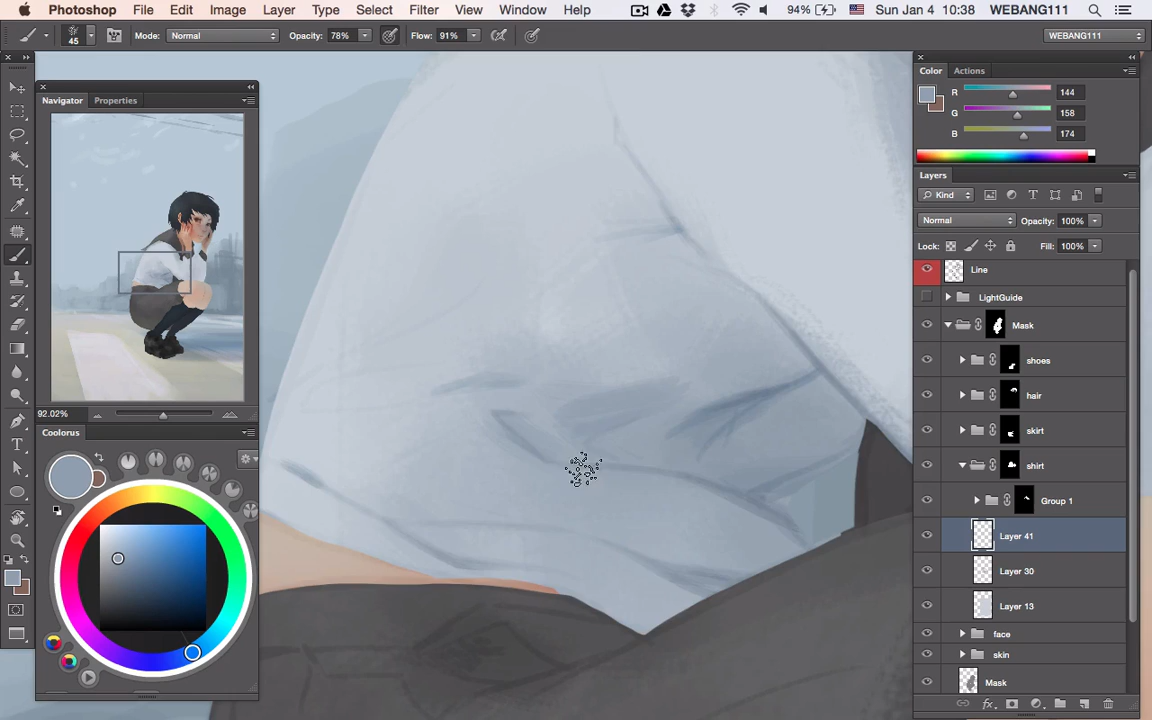 Photoshop File Edit Image Layer Type Select Filter View Window Help 94% Sun Jan 4 10:38 WEBANG111
45 Mode: Normal Opacity: 78% Flow: 91% WEBANG111
Navigator Properties
92.02%
Coolorus
Color Actions
R 144
G 158
B 174
Layers
Kind
Normal Opacity: 100%
Lock: Fill: 100%
Line
LightGuide
Mask
shoes
hair
skirt
shirt
Group 1
Layer 41
Layer 30
Layer 13
face
skin
Mask